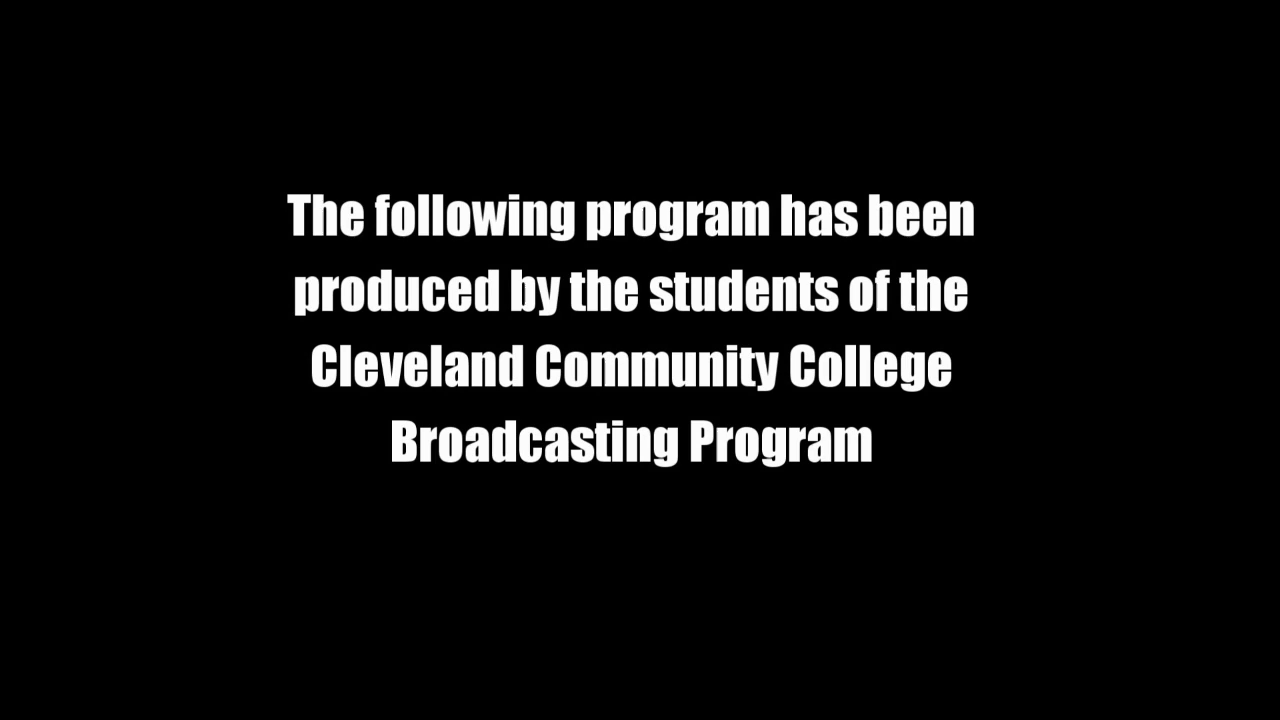 The following program has been
produced by the students of the
Cleveland Community College
Broadcasting Program